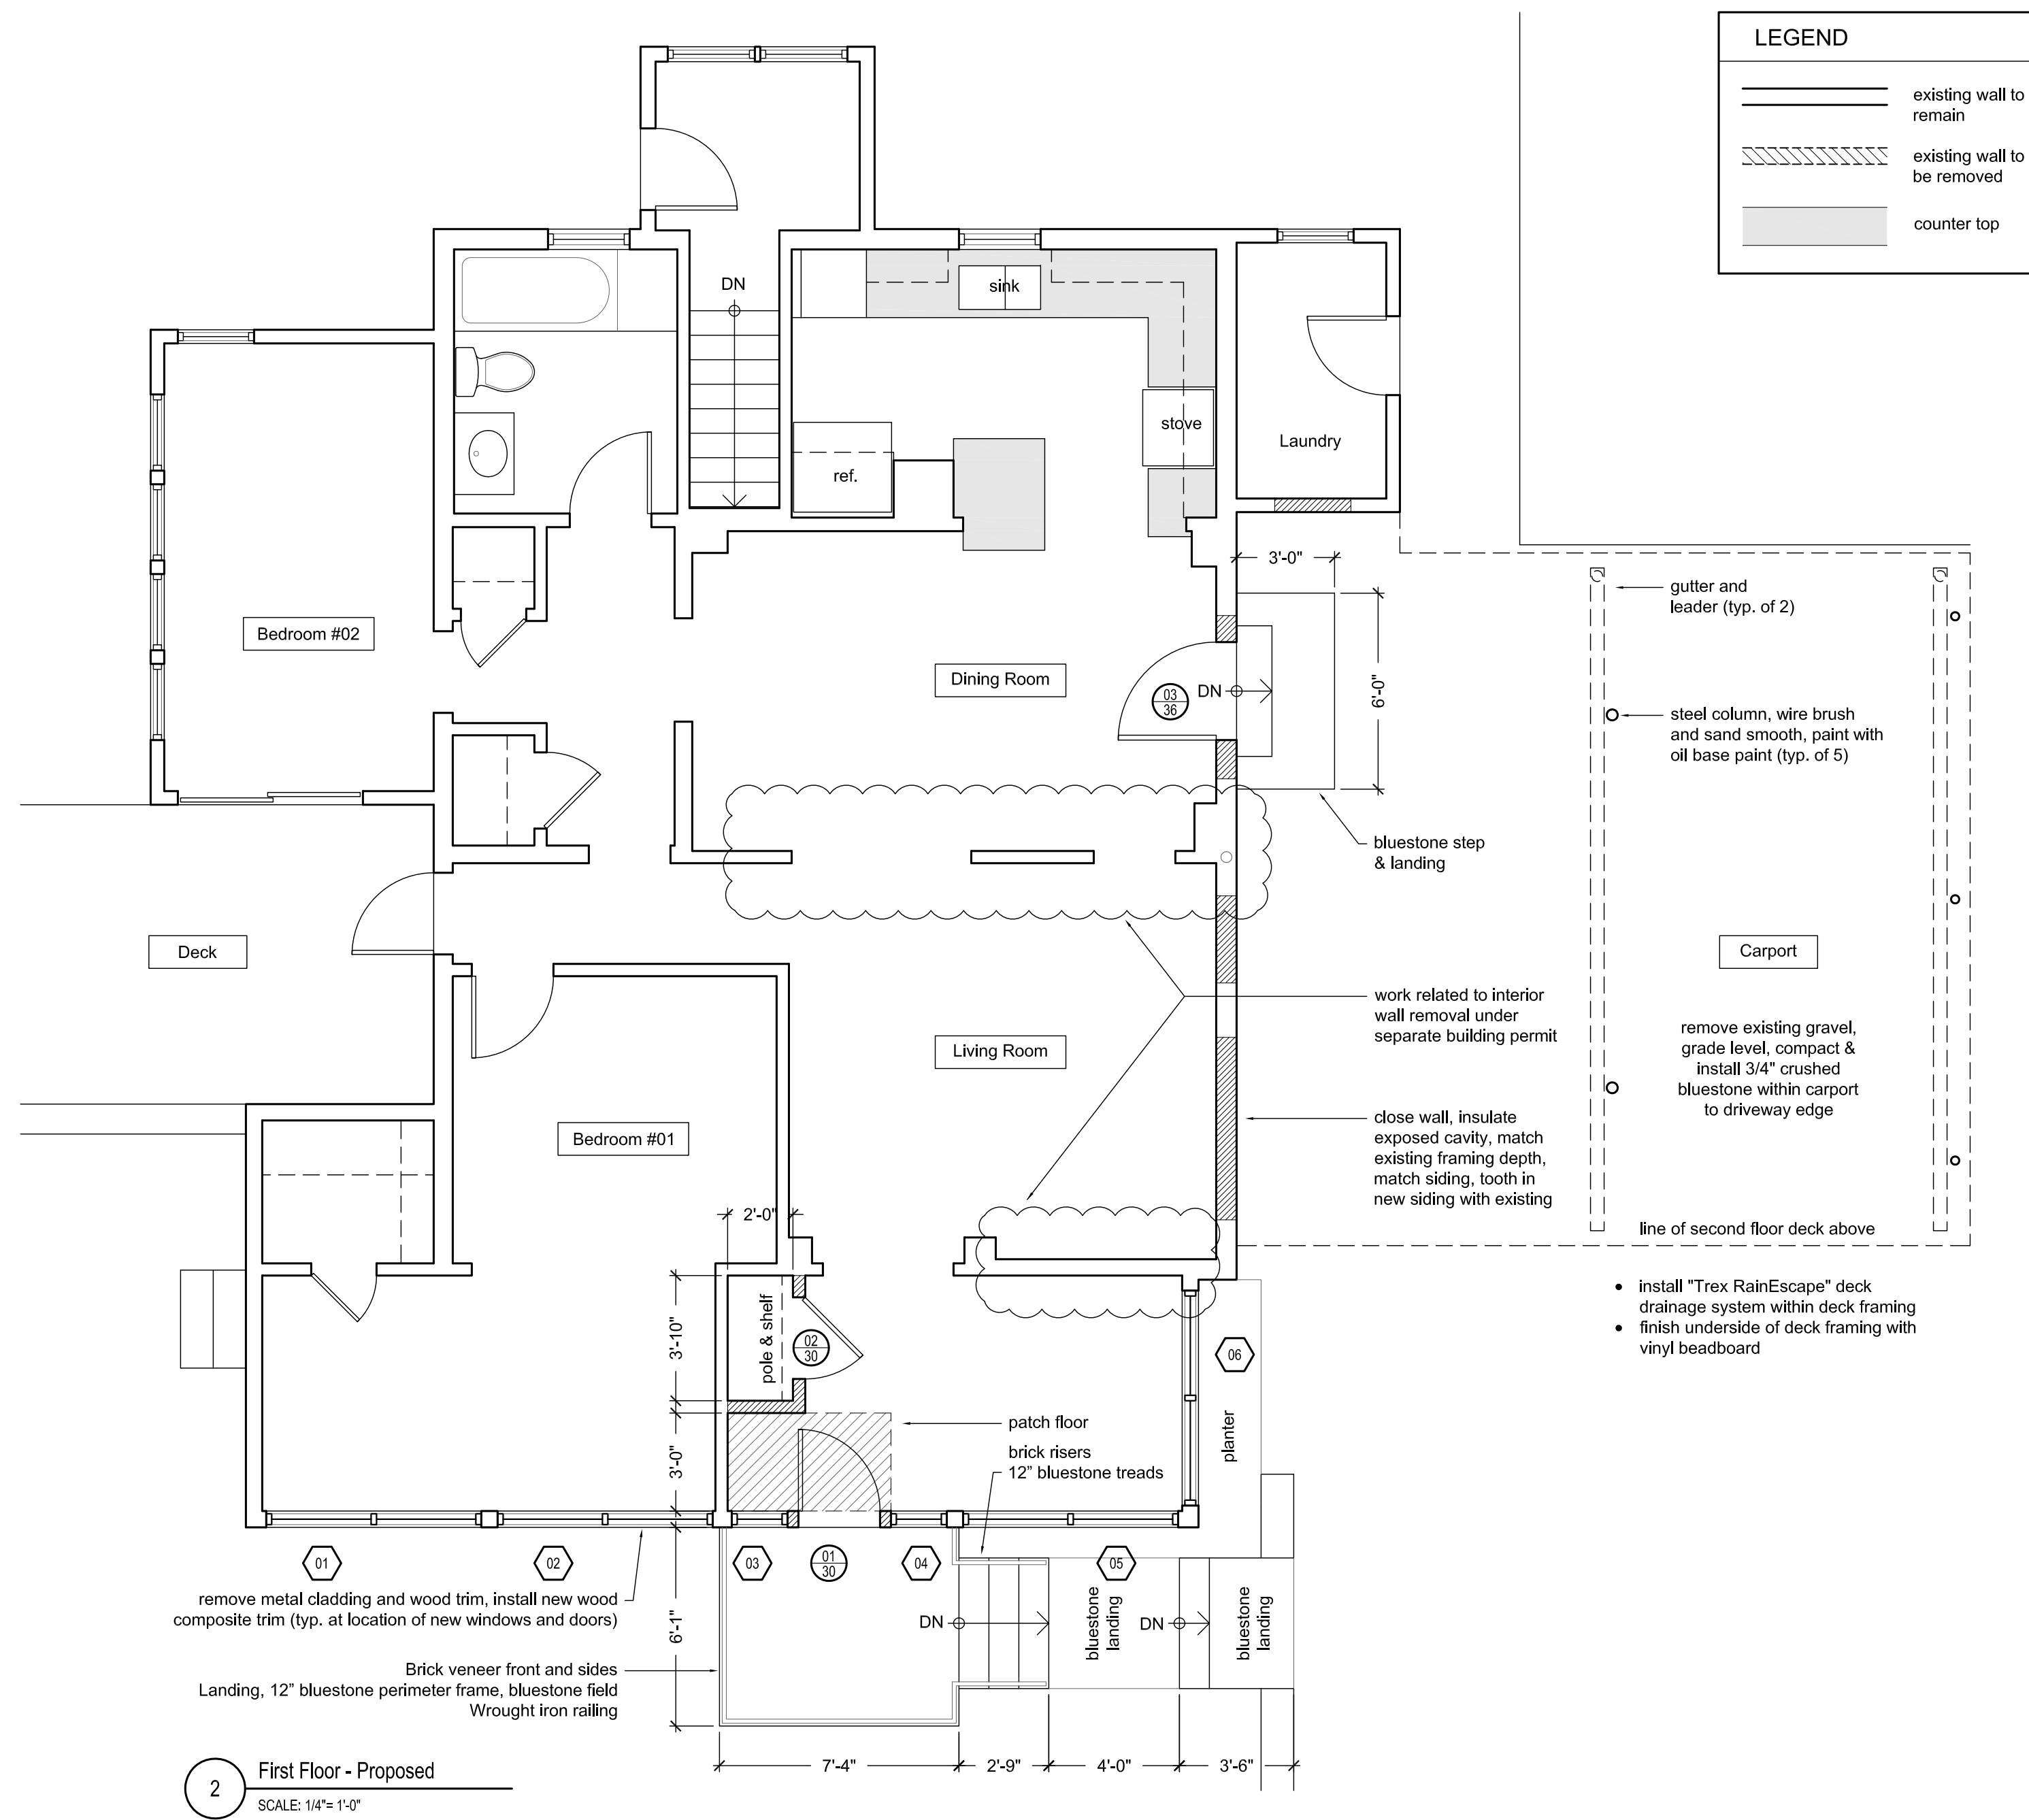 LEGEND
existing wall to
remain
existing wall to
be removed
counter top
DN
sink
stove
ref.
Laundry
3'-0"
6'-0"
gutter and
leader (typ. of 2)
Bedroom #02
Dining Room
03
36
DN
steel column, wire brush
and sand smooth, paint with
oil base paint (typ. of 5)
bluestone step
& landing
Deck
Carport
work related to interior
wall removal under
separate building permit
Living Room
remove existing gravel,
grade level, compact &
install 3/4" crushed
bluestone within carport
to driveway edge
Bedroom #01
close wall, insulate
exposed cavity, match
existing framing depth,
match siding, tooth in
new siding with existing
2'-0"
line of second floor deck above
• install "Trex RainEscape" deck
drainage system within deck framing
• finish underside of deck framing with
vinyl beadboard
3'-10"
pole & shelf
02
30
06
patch floor
planter
brick risers
12” bluestone treads
3'-0"
01
02
03
01
30
04
05
remove metal cladding and wood trim, install new wood
composite trim (typ. at location of new windows and doors)
6'-1"
DN
bluestone
landing
DN
bluestone
landing
Brick veneer front and sides
Landing, 12” bluestone perimeter frame, bluestone field
Wrought iron railing
7'-4"
2'-9"
4'-0"
3'-6"
2
First Floor - Proposed
SCALE: 1/4"= 1'-0"